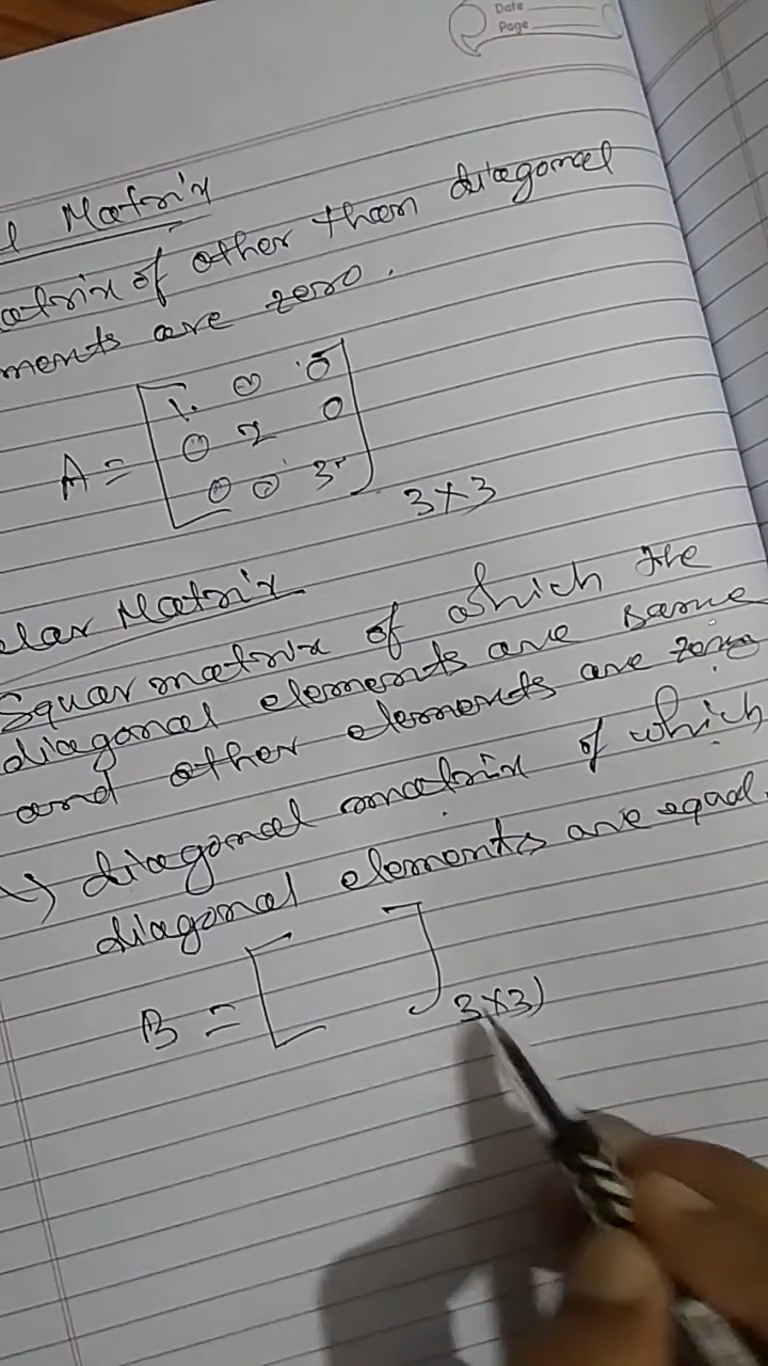 Date
Page
l Matrix
atrix of other than diagonal
ments are zero.
A = [ 1 0 0
0 2 0
0 0 3 ] 3×3
lar Matrix
Squar matrix of which the
diagonal elements are same
and other elements are zero
↳ diagonal matrix of which
diagonal elements are equal.
B = [ ] 3×3)